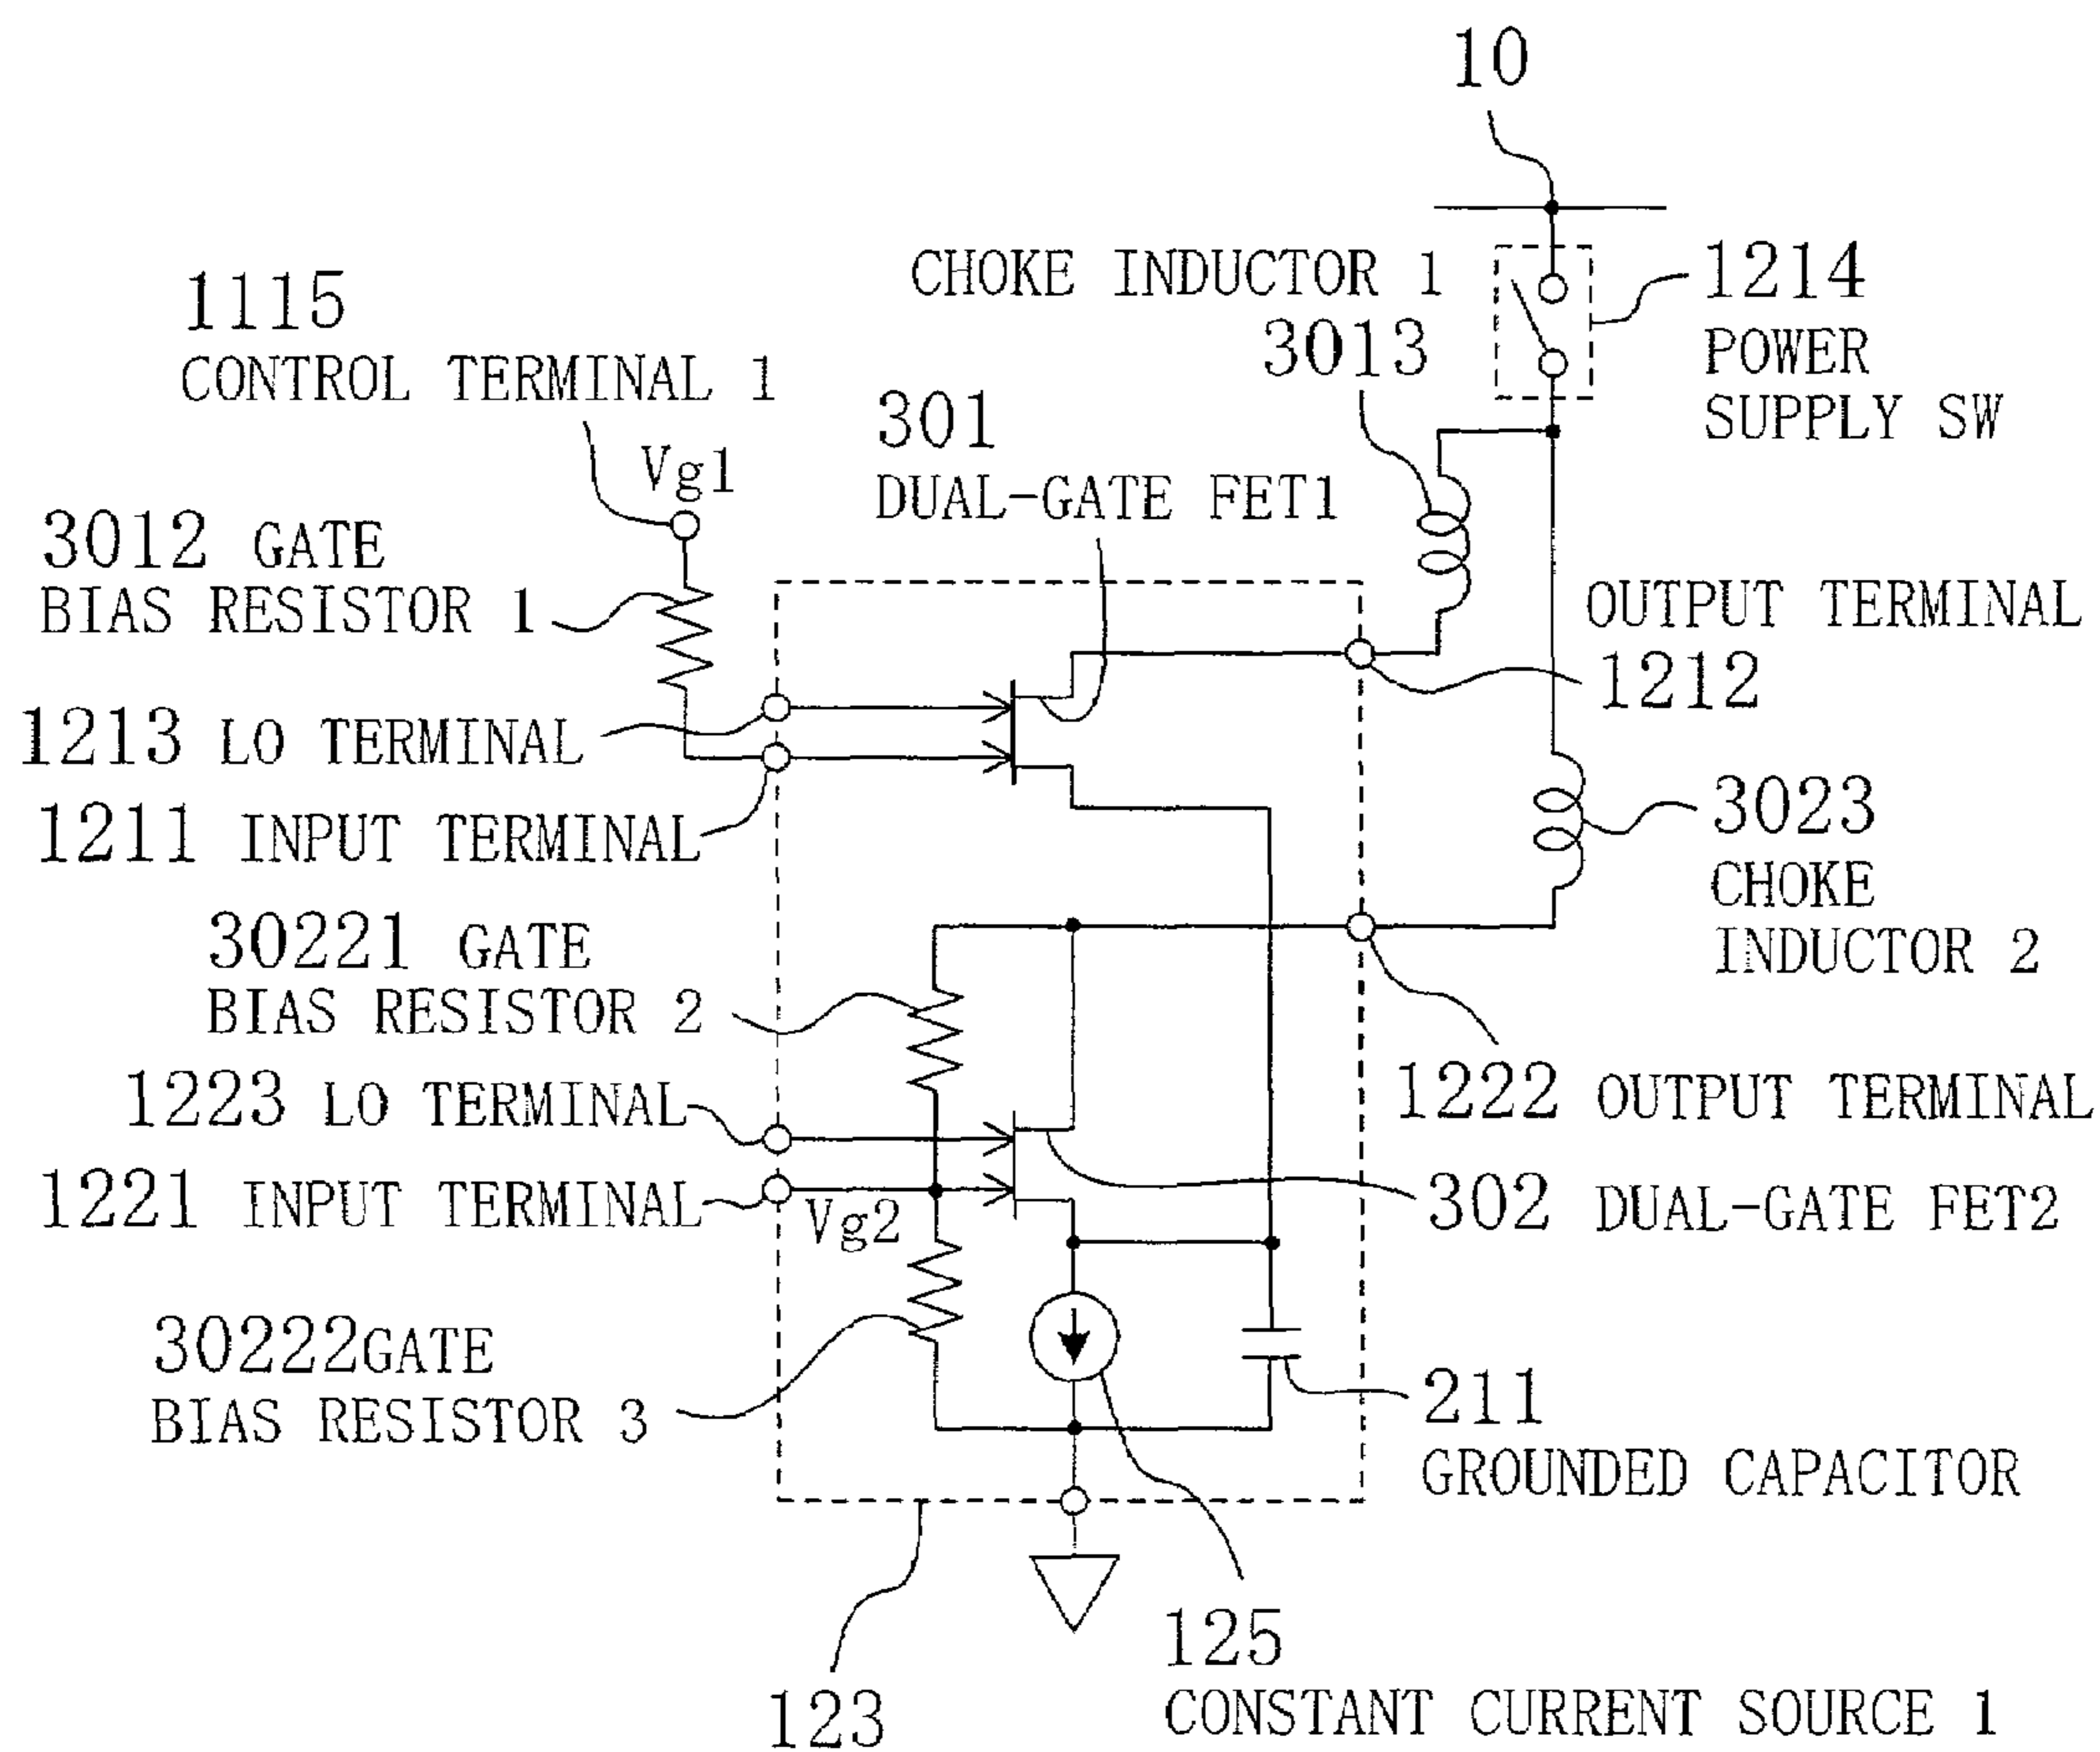 10
CHOKE INDUCTOR 1
3013
1214
POWER
SUPPLY SW
1115
CONTROL TERMINAL 1
Vg1
301
DUAL-GATE FET1
3012 GATE
BIAS RESISTOR 1
OUTPUT TERMINAL
1212
1213 LO TERMINAL
1211 INPUT TERMINAL
3023
CHOKE
INDUCTOR 2
30221 GATE
BIAS RESISTOR 2
1223 LO TERMINAL
1222 OUTPUT TERMINAL
1221 INPUT TERMINAL
Vg2
302 DUAL-GATE FET2
30222GATE
BIAS RESISTOR 3
211
GROUNDED CAPACITOR
125
CONSTANT CURRENT SOURCE 1
123